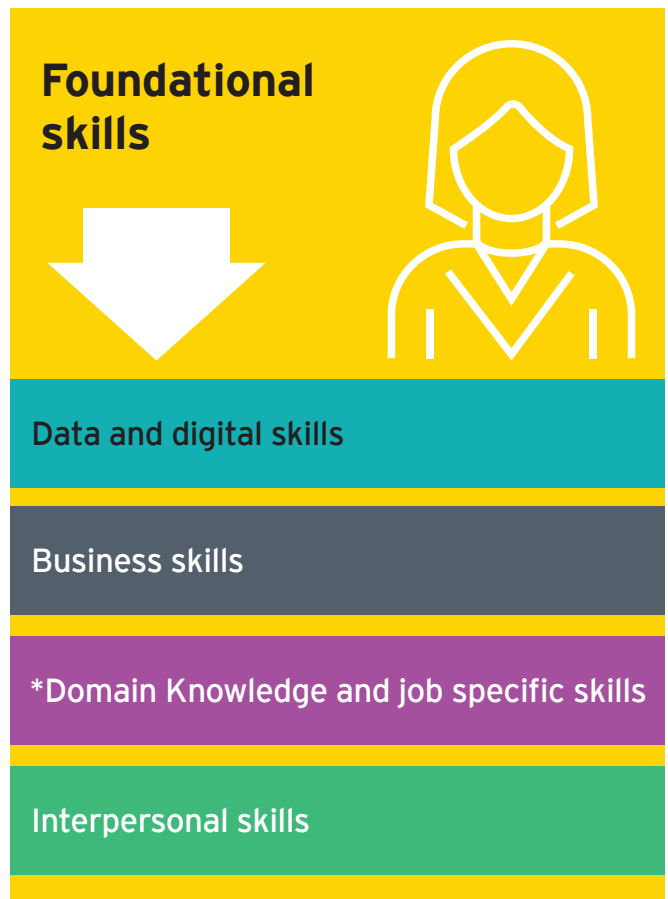 Foundational
skills
Data and digital skills
Business skills
*Domain Knowledge and job specific skills
Interpersonal skills